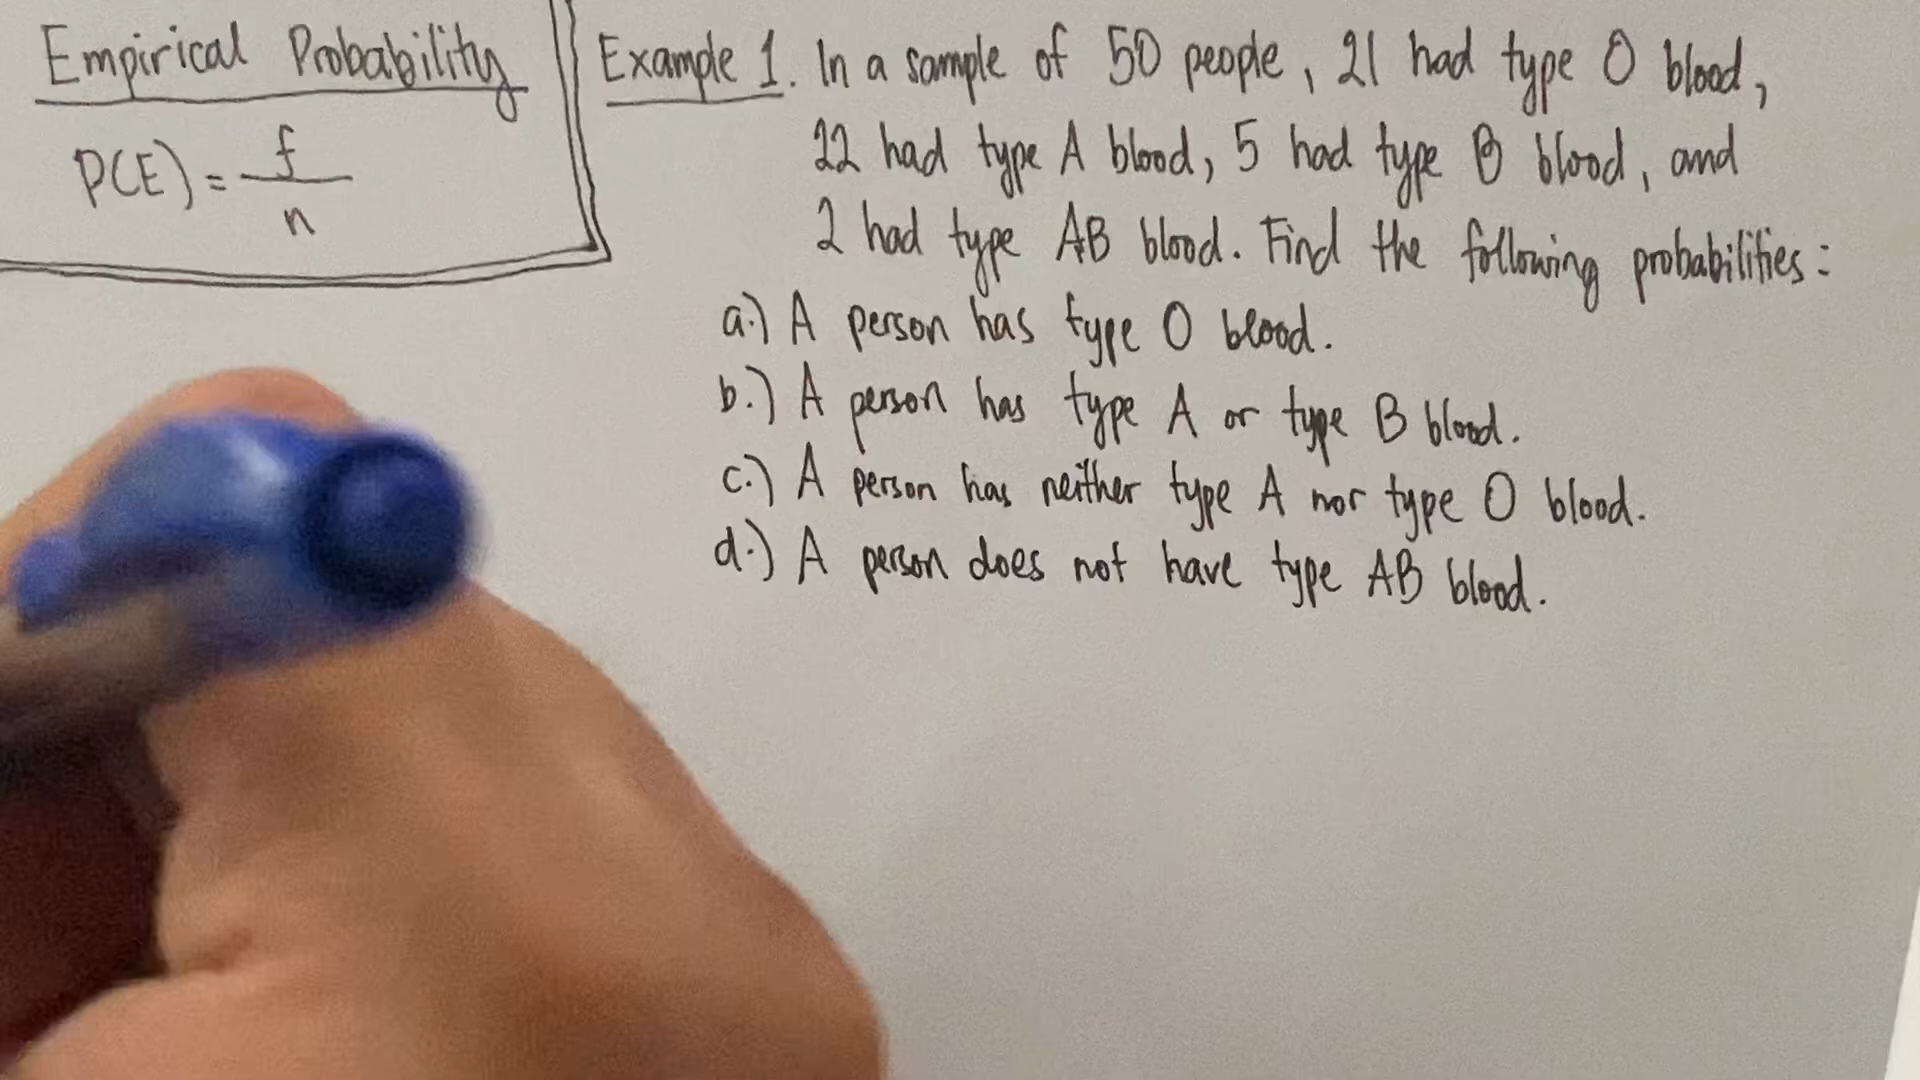 Empirical Probability
P(E) = f/n
Example 1. In a sample of 50 people, 21 had type O blood,
22 had type A blood, 5 had type B blood, and
2 had type AB blood. Find the following probabilities:
a.) A person has type O blood.
b.) A person has type A or type B blood.
c.) A person has neither type A nor type O blood.
d.) A person does not have type AB blood.